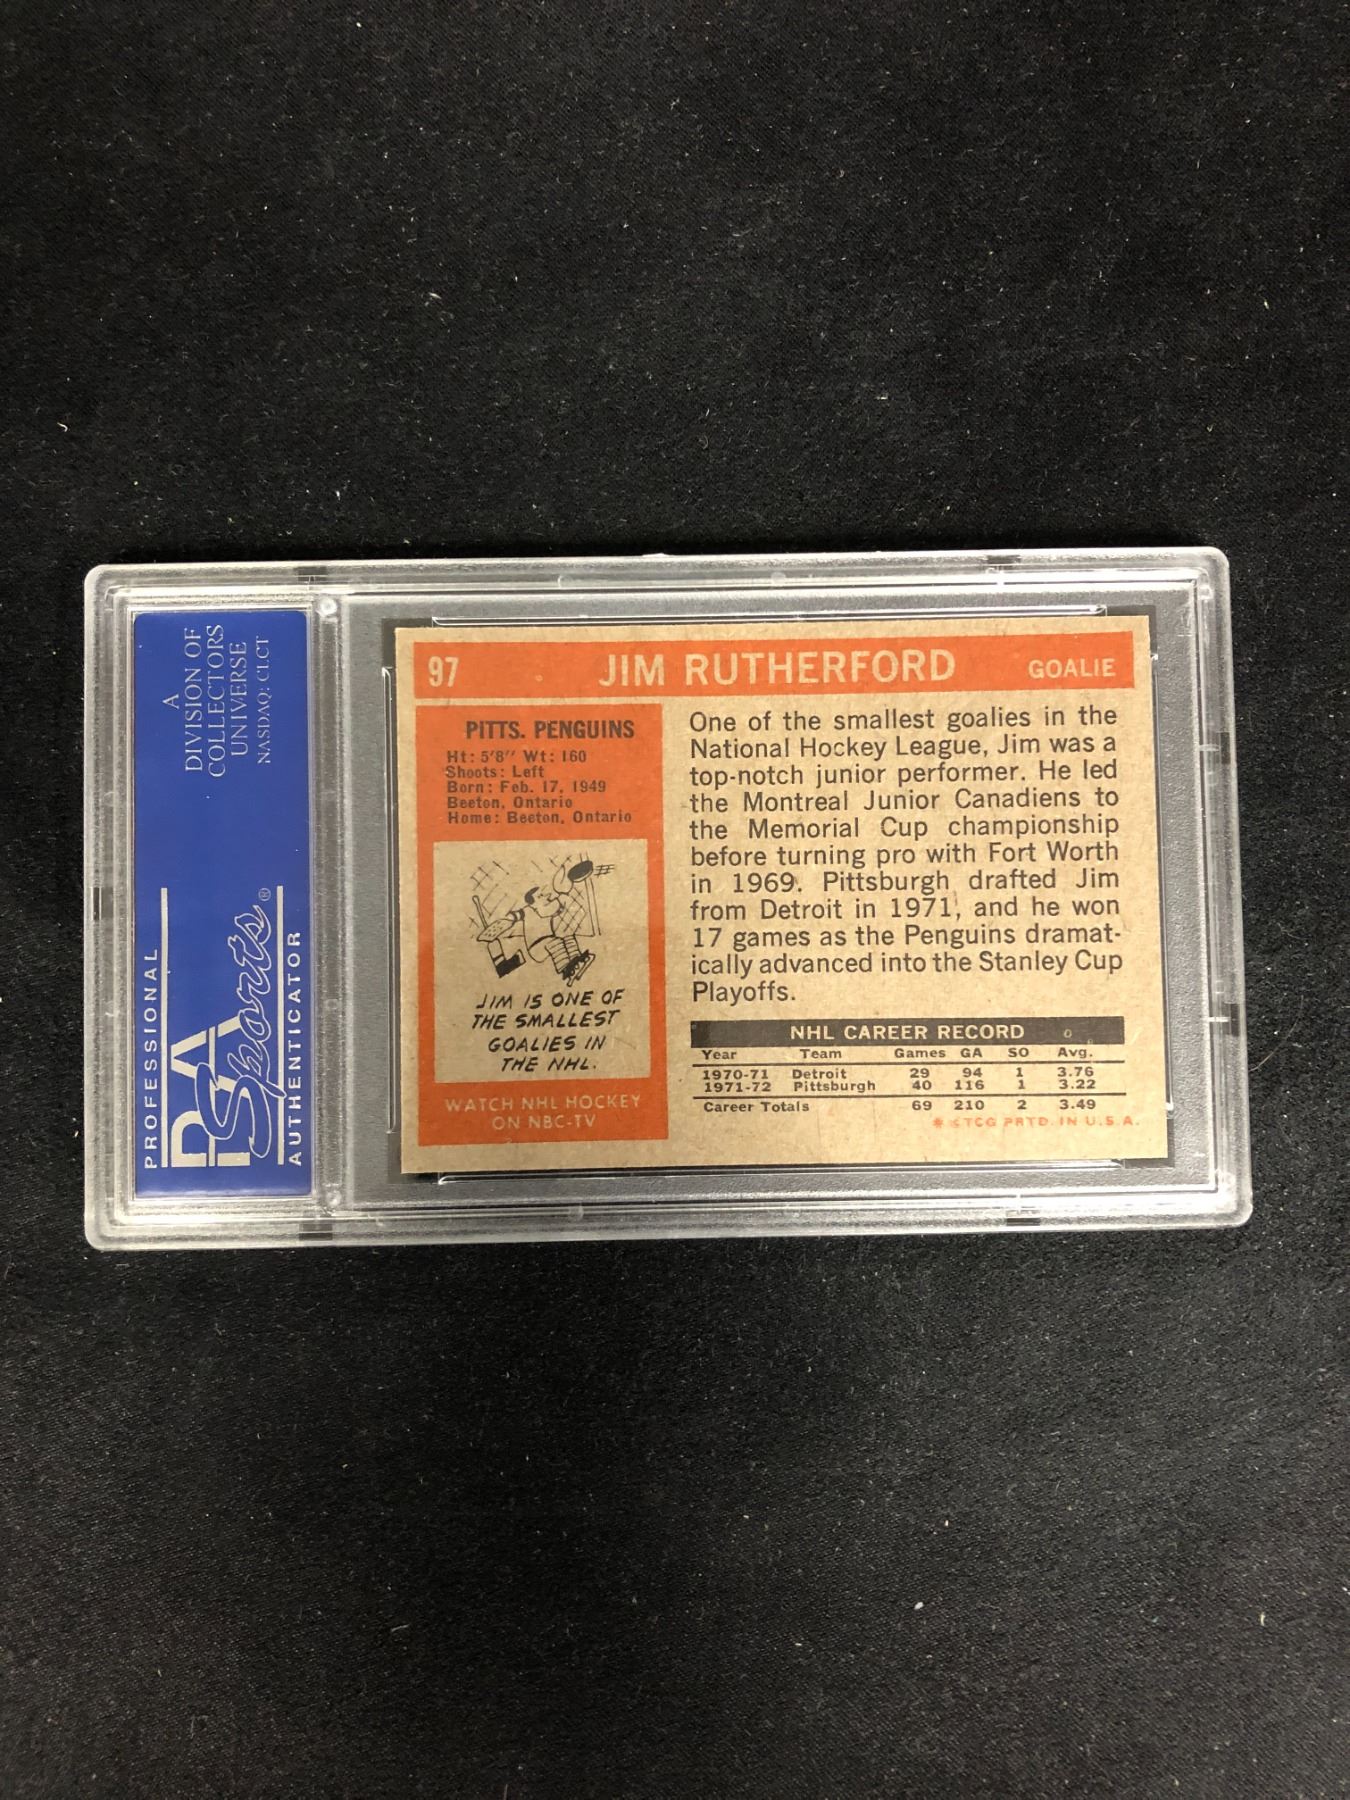 A
DIVISION OF
COLLECTORS
UNIVERSE
NASDAQ: CLCT
PROFESSIONAL
PSA
Sports®
AUTHENTICATOR
97 JIM RUTHERFORD GOALIE
PITTS. PENGUINS
Ht: 5'8" Wt: 160
Shoots: Left
Born: Feb. 17, 1949
Beeton, Ontario
Home: Beeton, Ontario
JIM IS ONE OF
THE SMALLEST
GOALIES IN
THE NHL.
WATCH NHL HOCKEY
ON NBC-TV
One of the smallest goalies in the
National Hockey League, Jim was a
top-notch junior performer. He led
the Montreal Junior Canadiens to
the Memorial Cup championship
before turning pro with Fort Worth
in 1969. Pittsburgh drafted Jim
from Detroit in 1971, and he won
17 games as the Penguins dramat-
ically advanced into the Stanley Cup
Playoffs.
NHL CAREER RECORD
Year Team Games GA SO Avg.
1970-71 Detroit 29 94 1 3.76
1971-72 Pittsburgh 40 116 1 3.22
Career Totals 69 210 2 3.49
TCG PRTD. IN U.S.A.